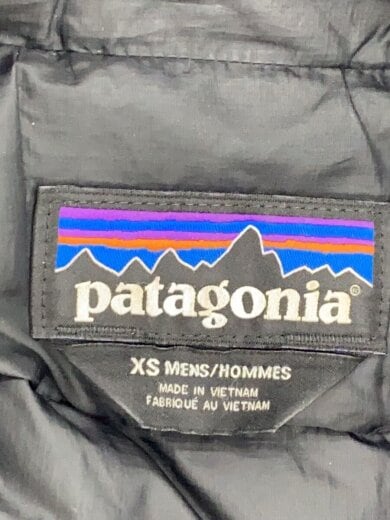 patagonia®
XS MENS/HOMMES
MADE IN VIETNAM
FABRIQUÉ AU VIETNAM